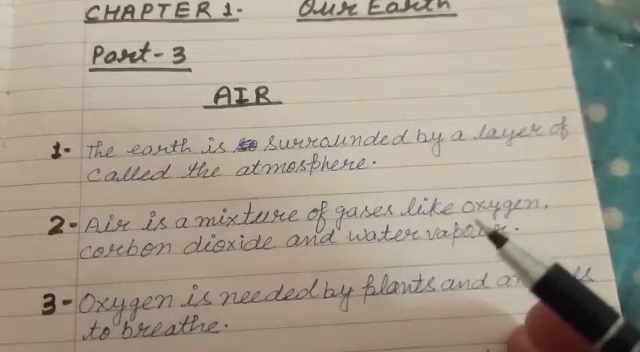 CHAPTER 1. Our Earth
Part-3
AIR
1- The earth is surrounded by a layer of
called the atmosphere.
2- Air is a mixture of gases like oxygen,
corbon dioxide and water vapour.
3- Oxygen is needed by plants and
to breathe.